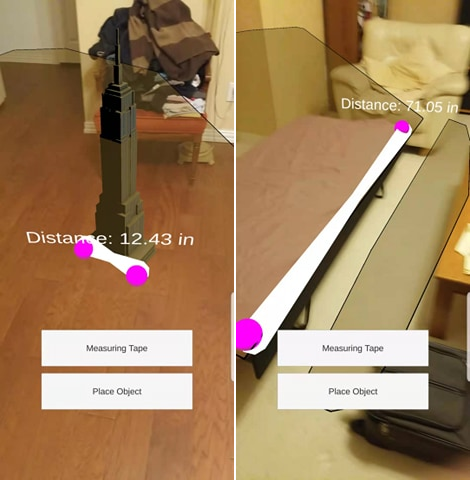 Distance: 12.43 in
Measuring Tape
Place Object
Distance: 71.05 in
Measuring Tape
Place Object